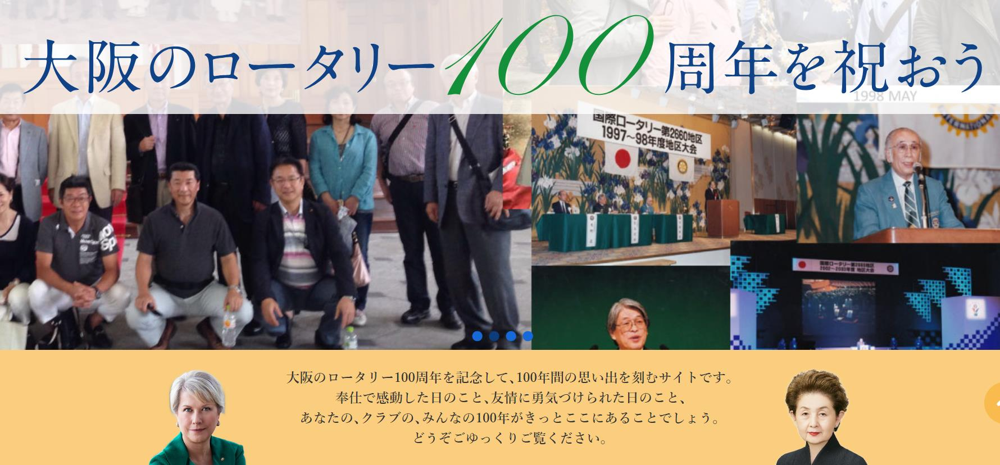 大阪のロータリー100周年を祝おう
1998 MAY
INTERNATIONAL
国際ロータリー第2660地区
1997～98年度地区大会
国際ロータリー第2660地区
2002～2003年度 地区大会
大阪のロータリー100周年を記念して、100年間の思い出を刻むサイトです。
奉仕で感動した日のこと、友情に勇気づけられた日のこと、
あなたの、クラブの、みんなの100年がきっとここにあることでしょう。
どうぞごゆっくりご覧ください。